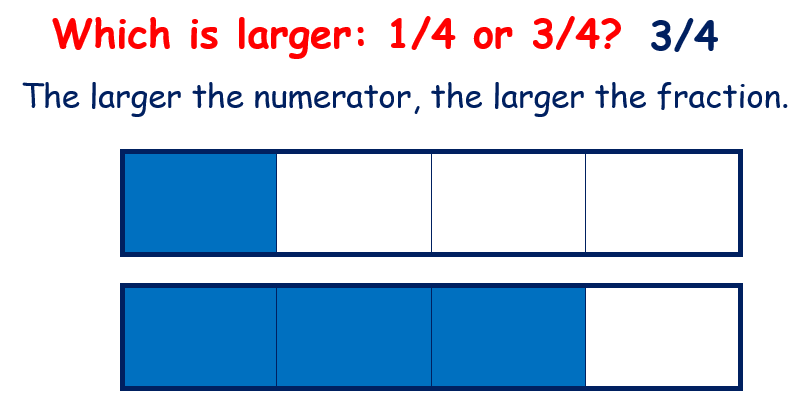 Which is larger: 1/4 or 3/4? 3/4
The larger the numerator, the larger the fraction.